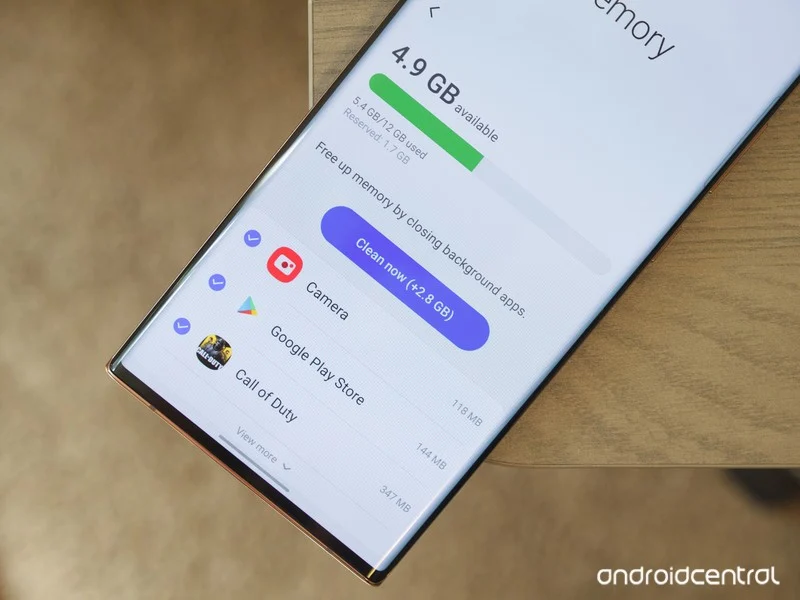 emory
4.9 GB available
5.4 GB/12 GB used
Reserved: 1.7 GB
Free up memory by closing background apps.
Clean now (+2.8 GB)
Camera
118 MB
Google Play Store
144 MB
CALL OF DUTY
Call of Duty
347 MB
View more
androidcentral